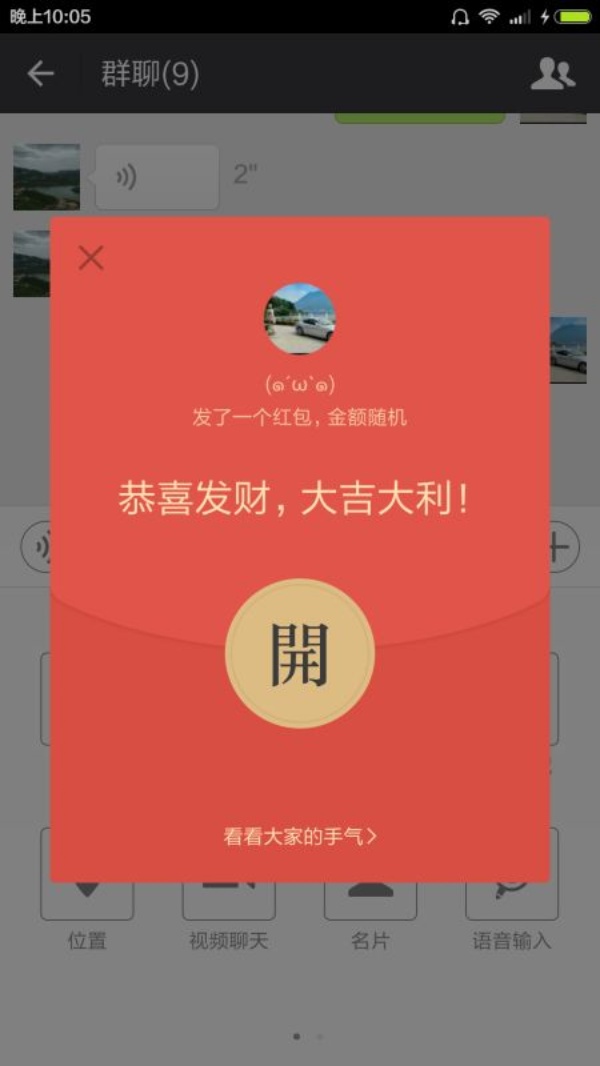 晚上10:05
群聊(9)
2"
(๑´ω`๑)
发了一个红包，金额随机
恭喜发财，大吉大利！
開
看看大家的手气>
位置 视频聊天 名片 语音输入